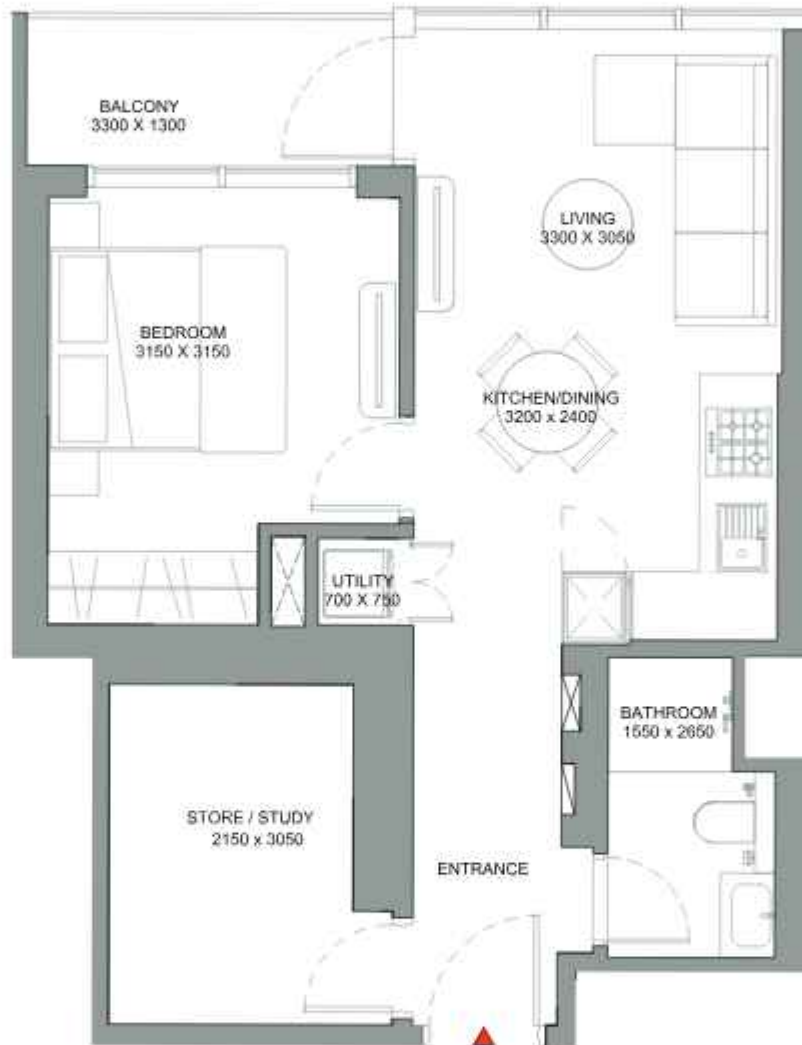 BALCONY
3300 X 1300
LIVING
3300 X 3050
BEDROOM
3150 X 3150
KITCHEN/DINING
3200 x 2400
UTILITY
700 X 750
BATHROOM
1550 x 2650
STORE / STUDY
2150 x 3050
ENTRANCE